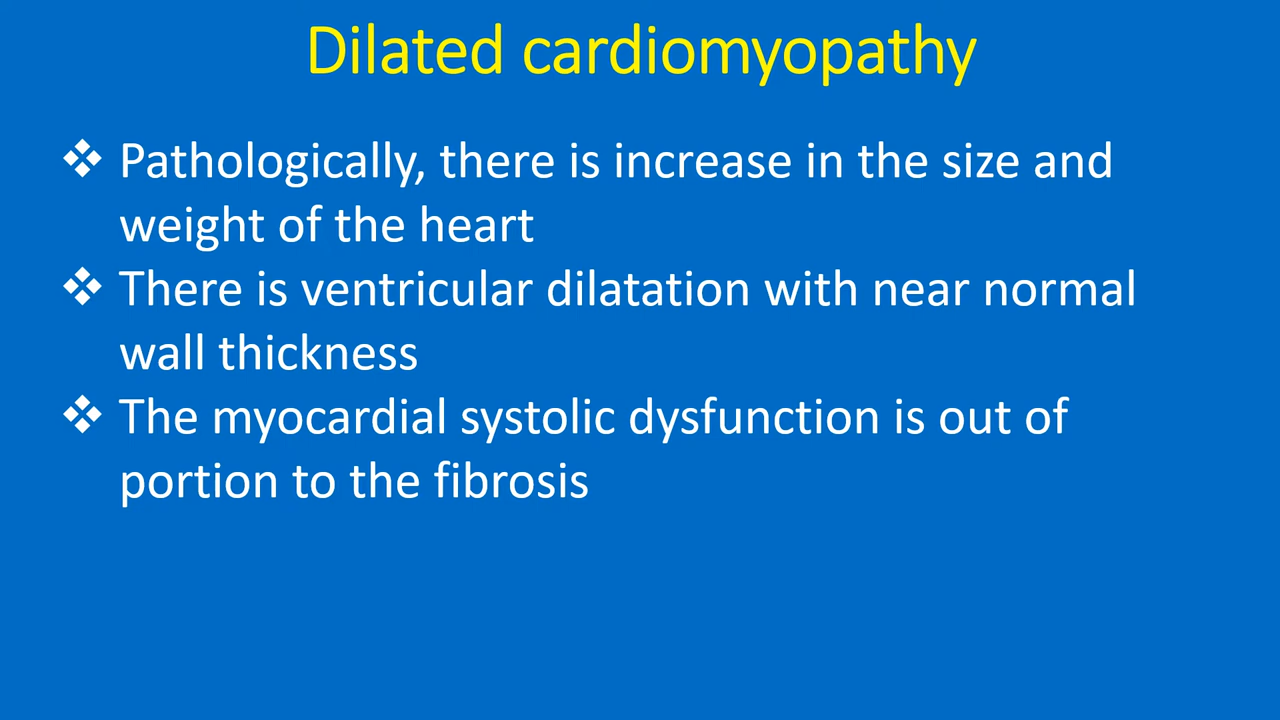 Dilated cardiomyopathy
❖ Pathologically, there is increase in the size and
weight of the heart
❖ There is ventricular dilatation with near normal
wall thickness
❖ The myocardial systolic dysfunction is out of
portion to the fibrosis